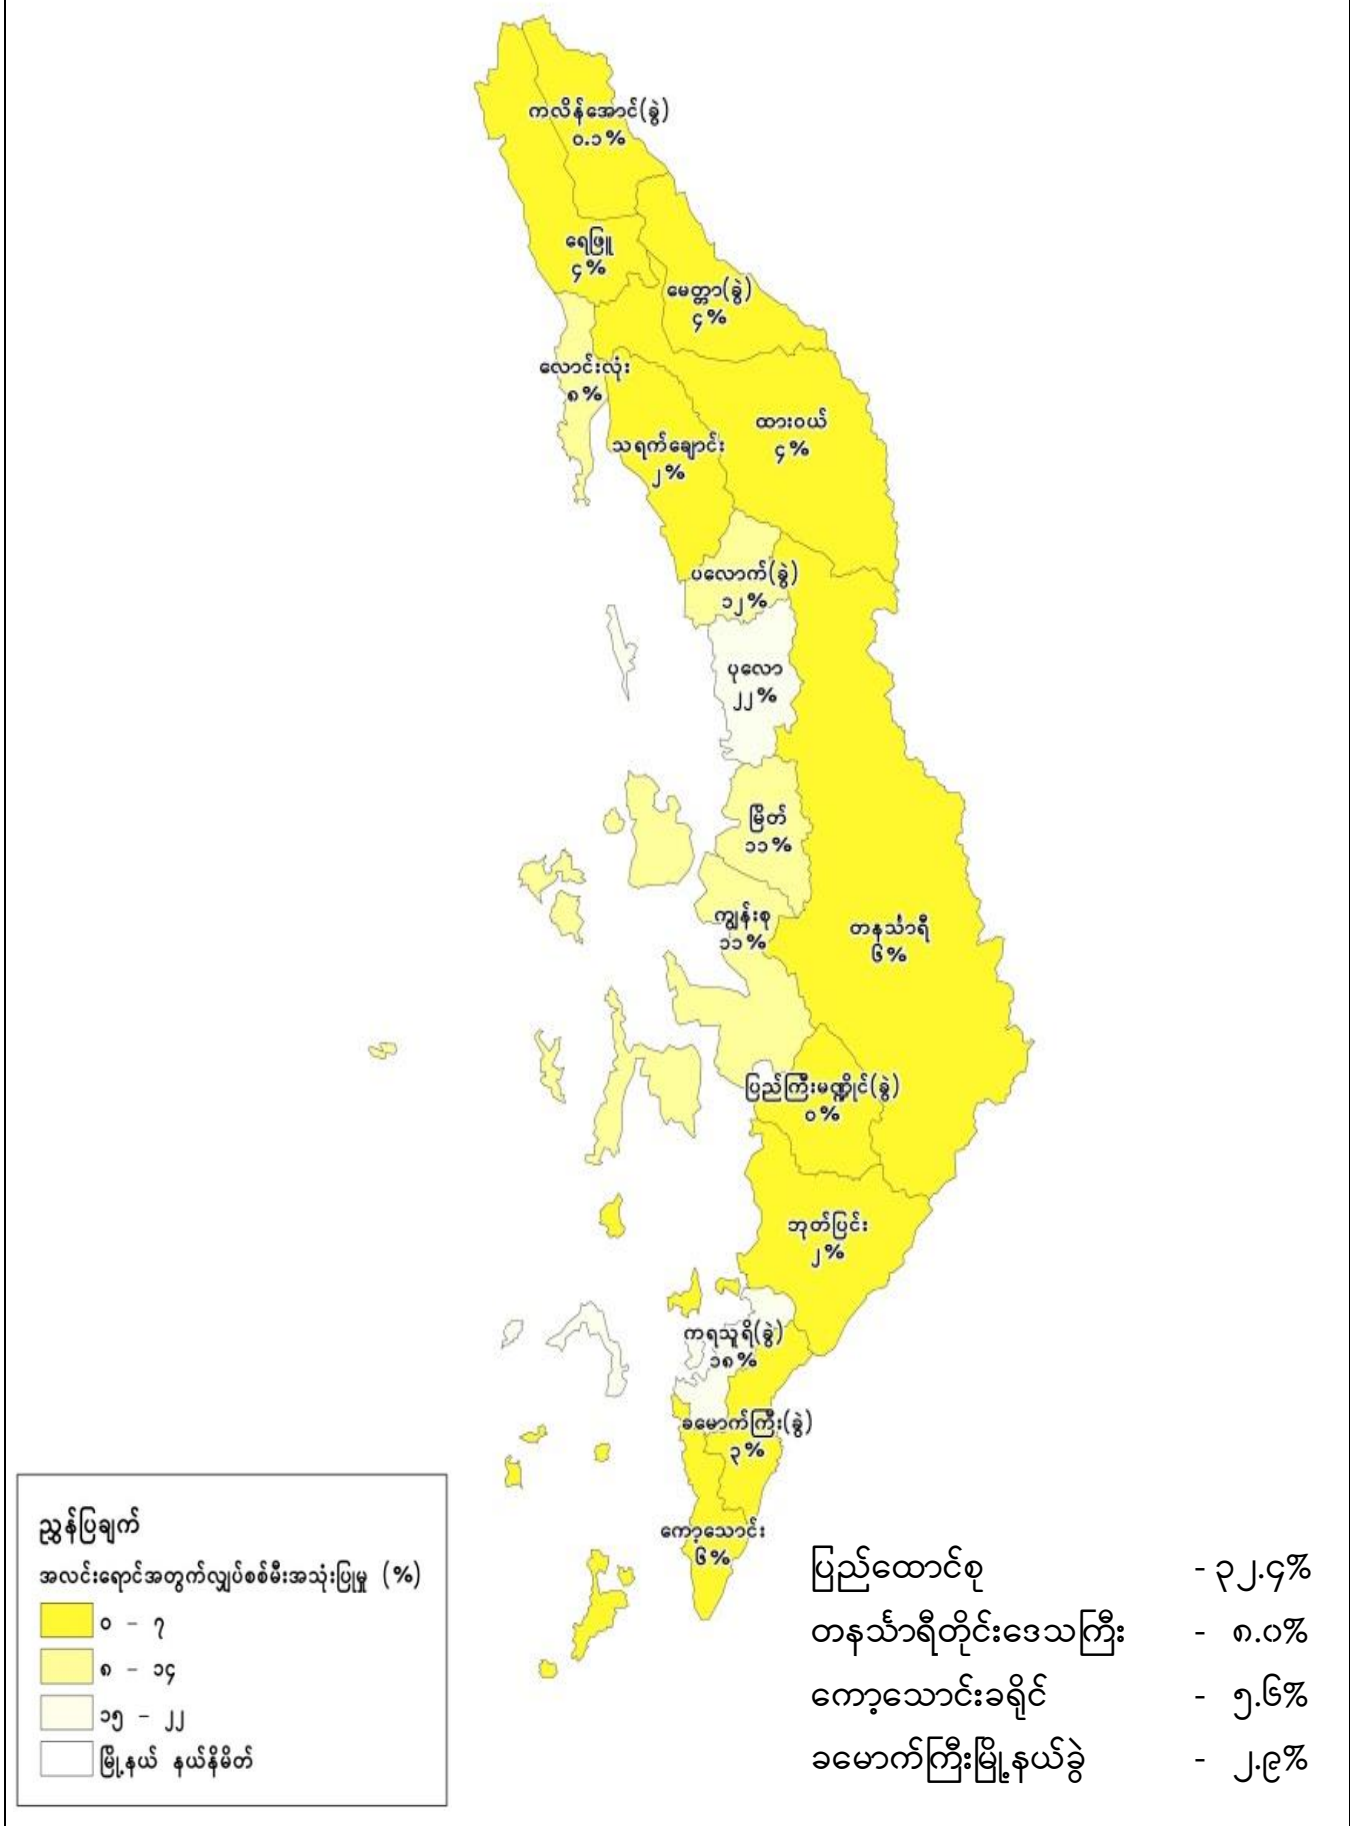 ကလိန်အောင်(ခွဲ)
၀.၁%
ရေဖြူ
၄%
မေတ္တာ(ခွဲ)
၄%
လောင်းလုံး
၈%
ထားဝယ်
၄%
သရက်ချောင်း
၂%
ပလောက်(ခွဲ)
၁၂%
ပုလော
၂၂%
မြိတ်
၁၁%
ကျွန်းစု
၁၁%
တနင်္သာရီ
၆%
ပြည်ကြီးမဏ္ဍိုင်(ခွဲ)
၀%
ဘုတ်ပြင်း
၂%
ကရသူရိ(ခွဲ)
၁၈%
ခမောက်ကြီး(ခွဲ)
၃%
ကော့သောင်း
၆%
ညွှန်ပြချက်
အလင်းရောင်အတွက်လျှပ်စစ်မီးအသုံးပြုမှု (%)
၀ - ၇
၈ - ၁၄
၁၅ - ၂၂
မြို့နယ် နယ်နိမိတ်
ပြည်ထောင်စု - ၃၂.၄%
တနင်္သာရီတိုင်းဒေသကြီး - ၈.၀%
ကော့သောင်းခရိုင် - ၅.၆%
ခမောက်ကြီးမြို့နယ်ခွဲ - ၂.၉%